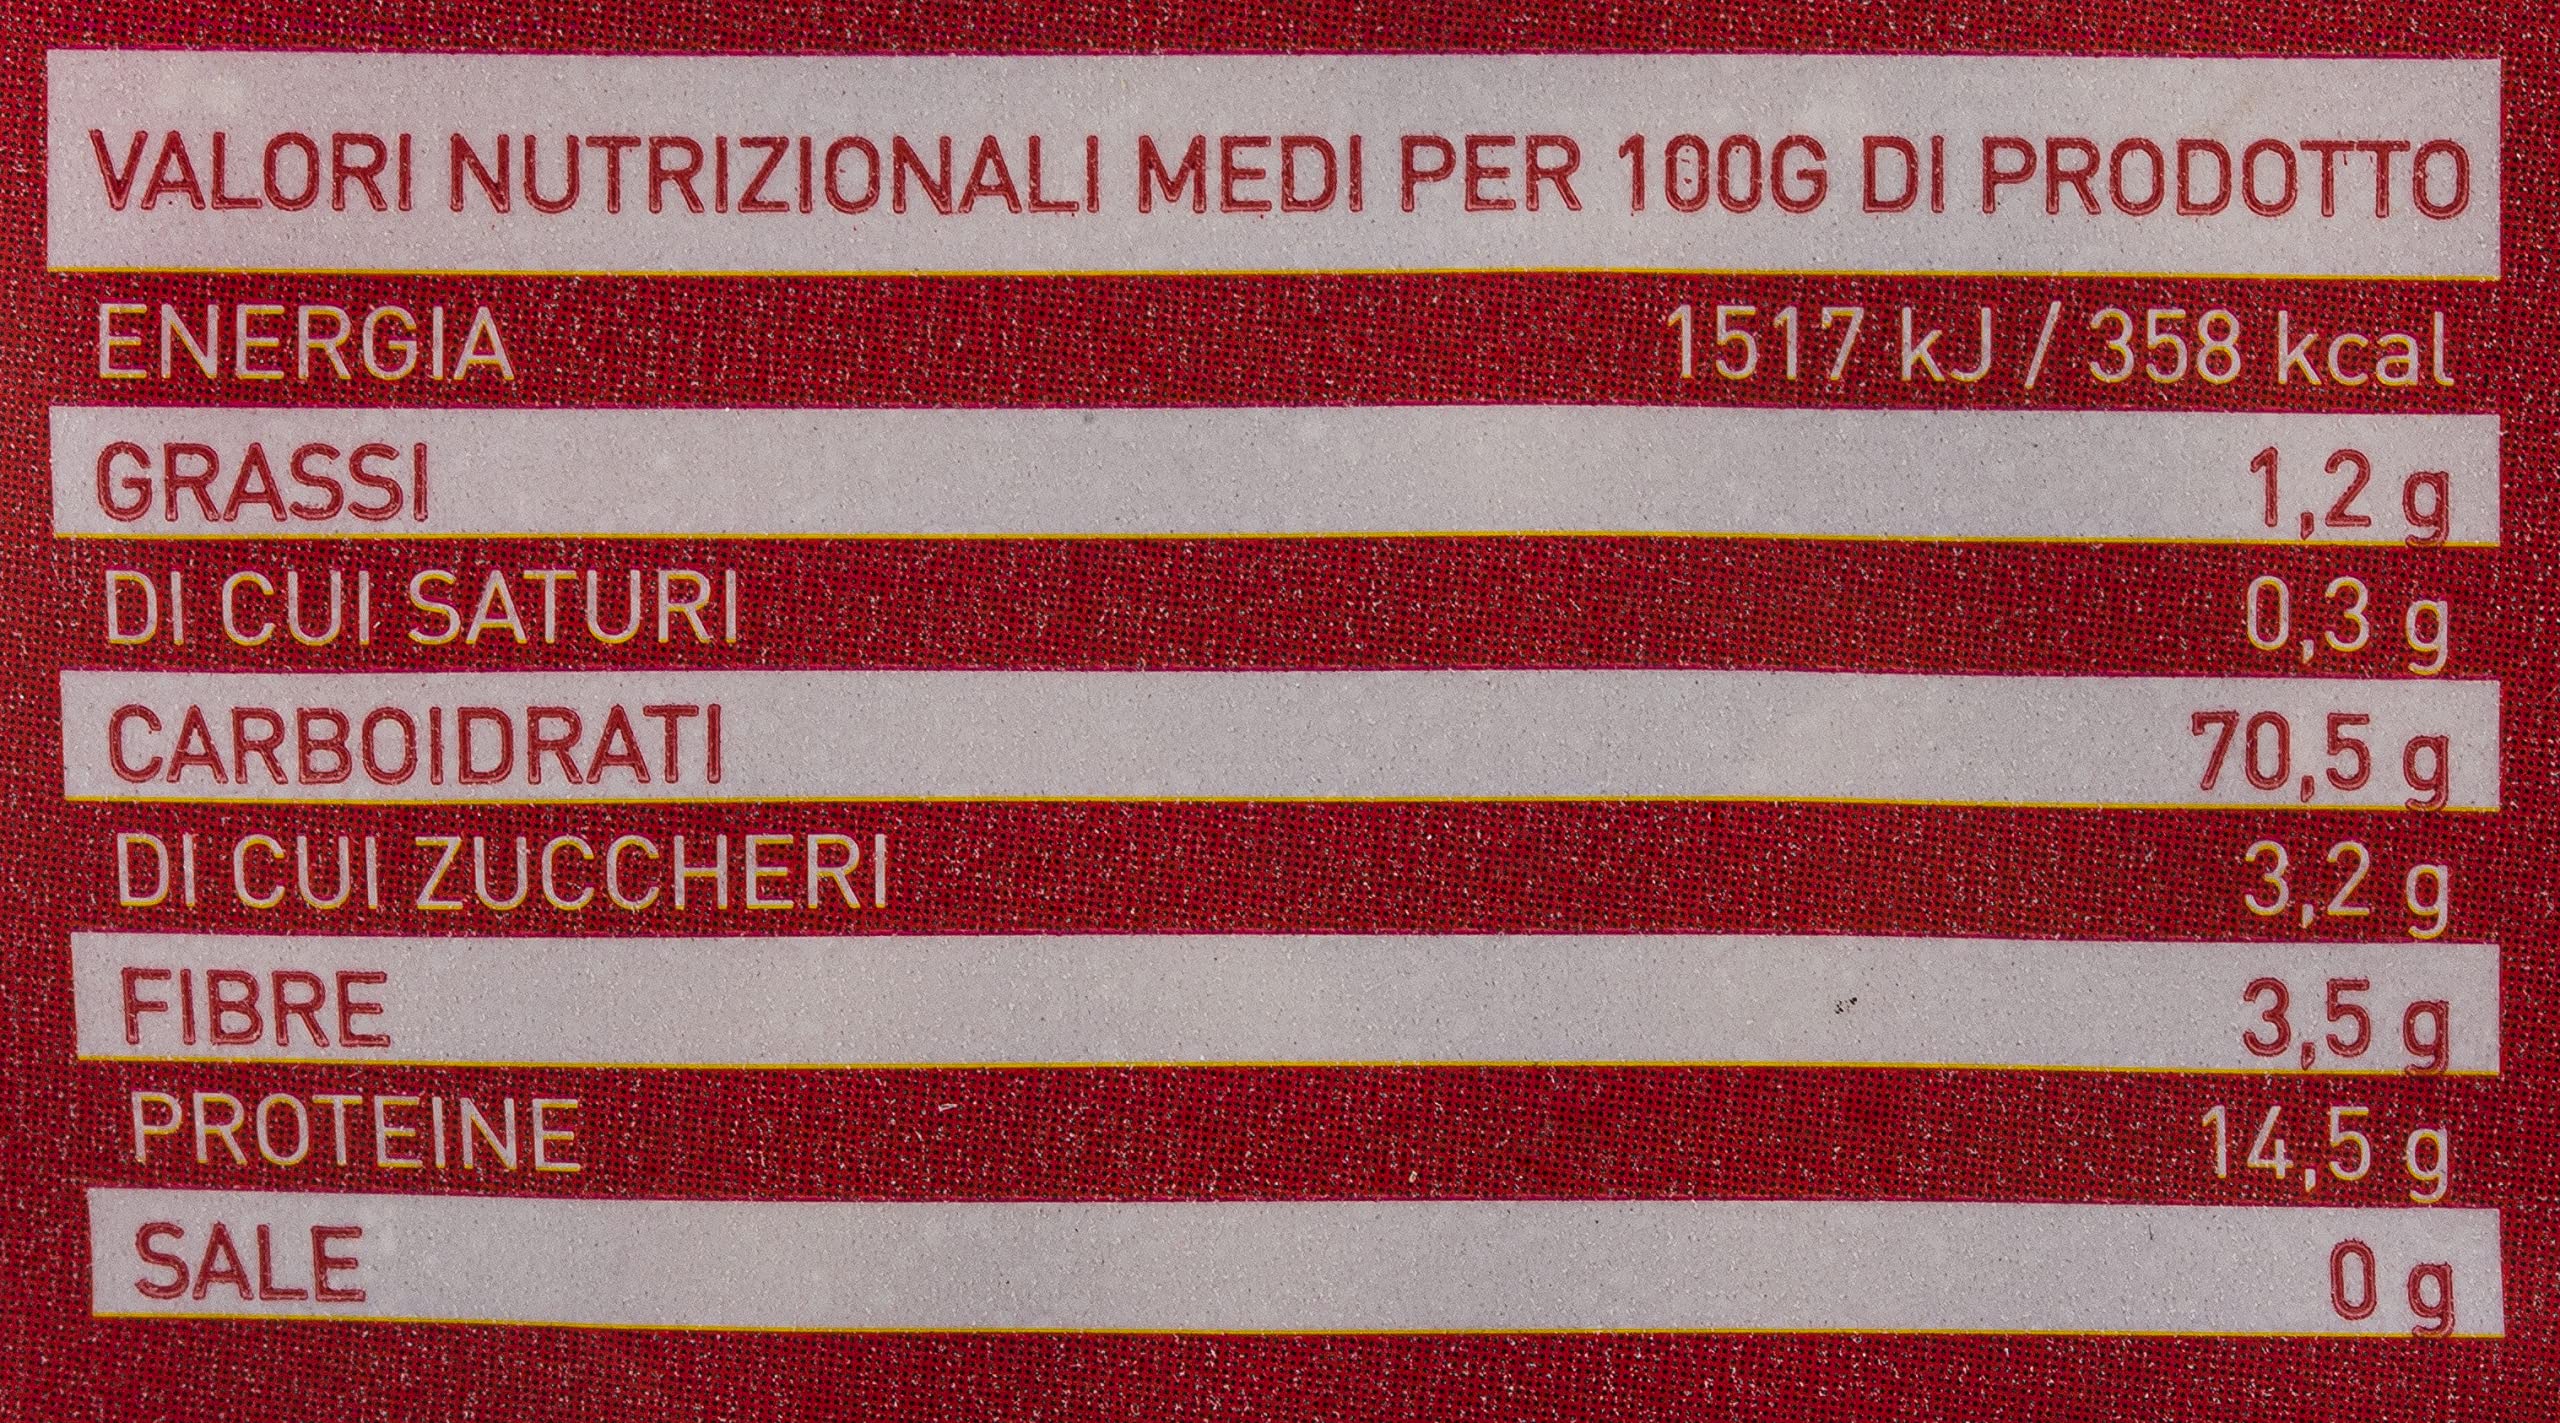 VALORI NUTRIZIONALI MEDI PER 100G DI PRODOTTO
ENERGIA 1517 kJ / 358 kcal
GRASSI 1,2 g
DI CUI SATURI 0,3 g
CARBOIDRATI 70,5 g
DI CUI ZUCCHERI 3,2 g
FIBRE 3,5 g
PROTEINE 14,5 g
SALE 0 g